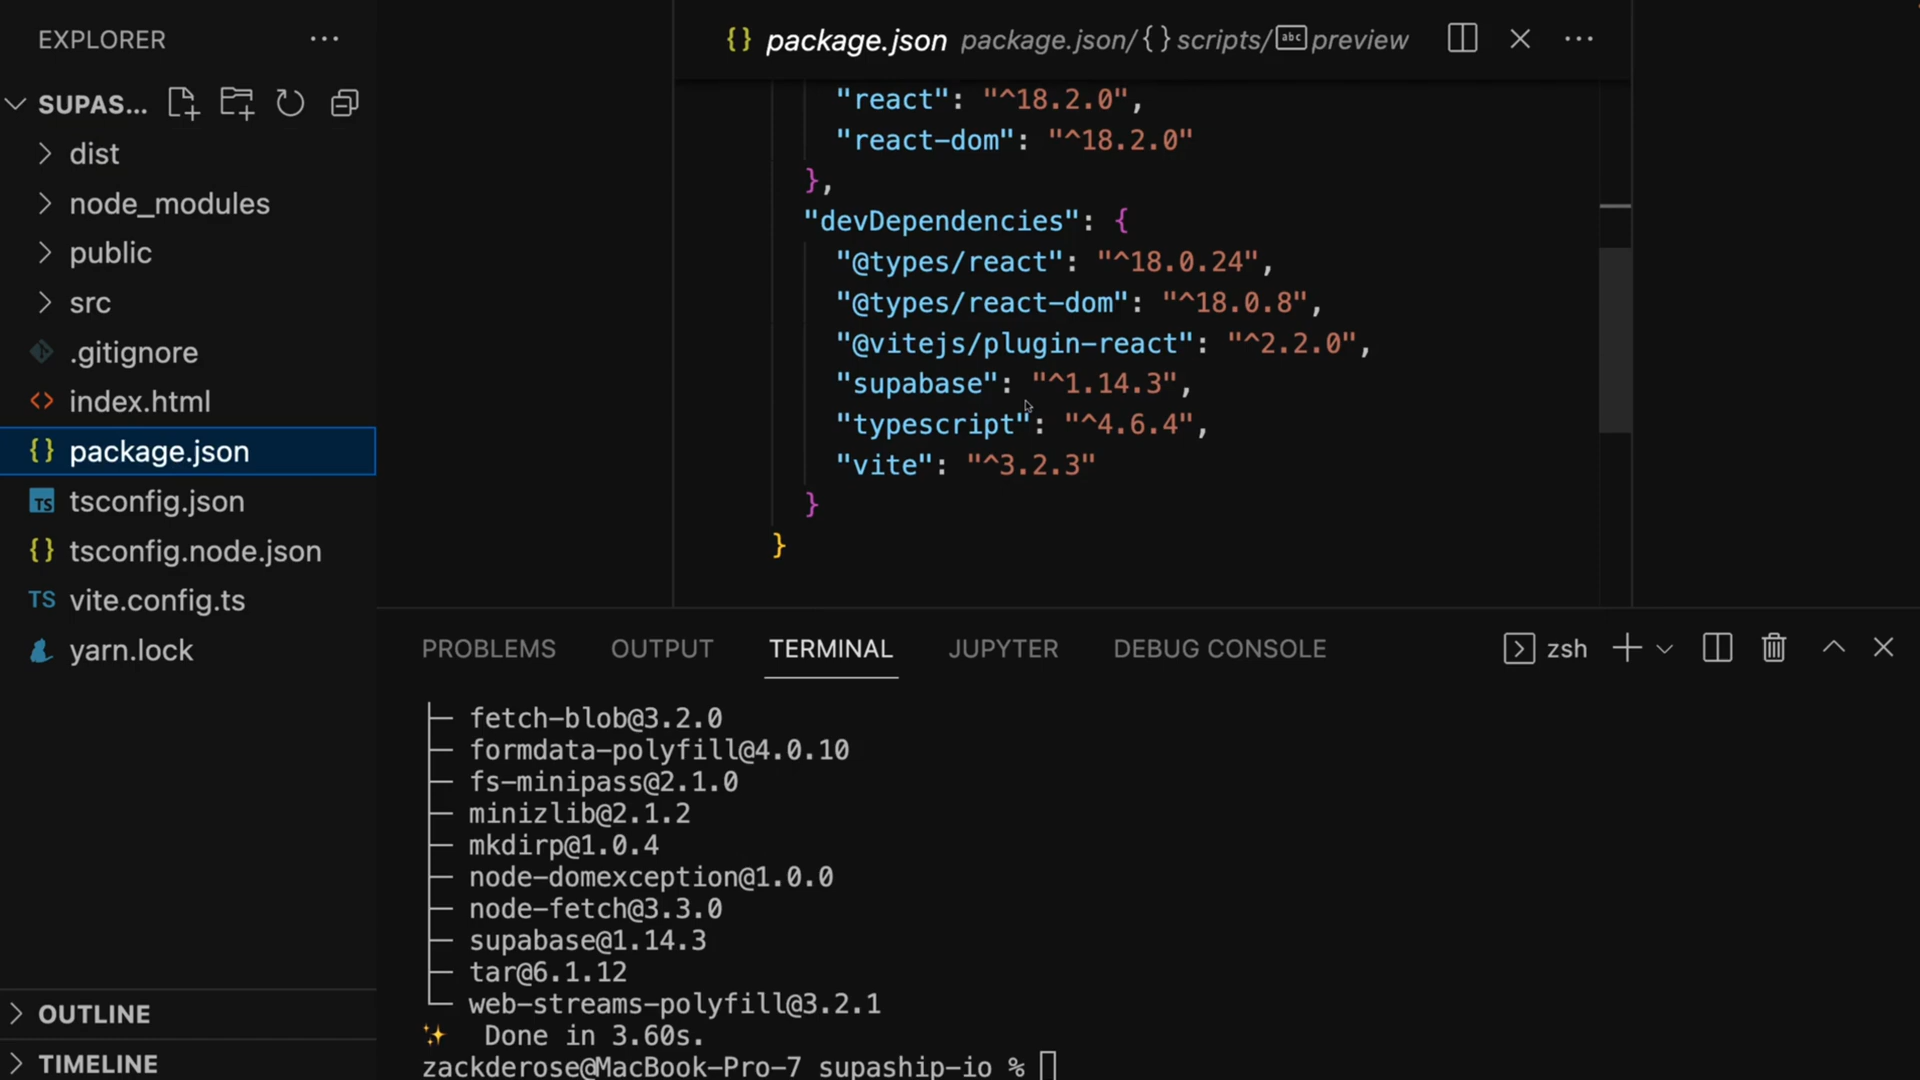 EXPLORER
SUPAS...
dist
node_modules
public
src
.gitignore
index.html
package.json
tsconfig.json
tsconfig.node.json
vite.config.ts
yarn.lock
OUTLINE
TIMELINE
{} package.json package.json/{}scripts/abc preview
"react": "^18.2.0",
"react-dom": "^18.2.0"
},
"devDependencies": {
"@types/react": "^18.0.24",
"@types/react-dom": "^18.0.8",
"@vitejs/plugin-react": "^2.2.0",
"supabase": "^1.14.3",
"typescript": "^4.6.4",
"vite": "^3.2.3"
}
}
PROBLEMS OUTPUT TERMINAL JUPYTER DEBUG CONSOLE zsh
├─ fetch-blob@3.2.0
├─ formdata-polyfill@4.0.10
├─ fs-minipass@2.1.0
├─ minizlib@2.1.2
├─ mkdirp@1.0.4
├─ node-domexception@1.0.0
├─ node-fetch@3.3.0
├─ supabase@1.14.3
├─ tar@6.1.12
└─ web-streams-polyfill@3.2.1
✨ Done in 3.60s.
zackderose@MacBook-Pro-7 supaship-io %